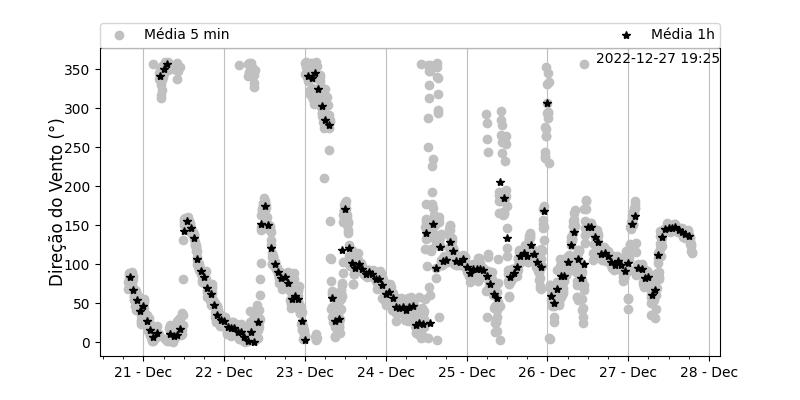 Média 5 min
Média 1h
2022-12-27 19:25
Direção do Vento (°)
350
300
250
200
150
100
50
0
21 - Dec
22 - Dec
23 - Dec
24 - Dec
25 - Dec
26 - Dec
27 - Dec
28 - Dec